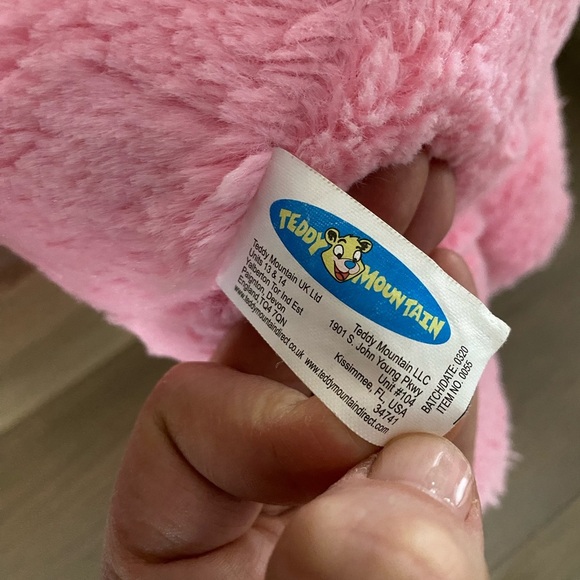 TEDDY MOUNTAIN
Teddy Mountain UK Ltd
Units 13 & 14
Yalberton Tor Ind Est
Paignton, Devon
England,TQ4 7QN
www.teddymountaindirect.co.uk
Teddy Mountain LLC
1901 S. John Young Pkwy
Unit #104
Kissimmee, FL, USA
34741
www.teddymountaindirect.com
BATCH/DATE: 0320
ITEM NO. 0055